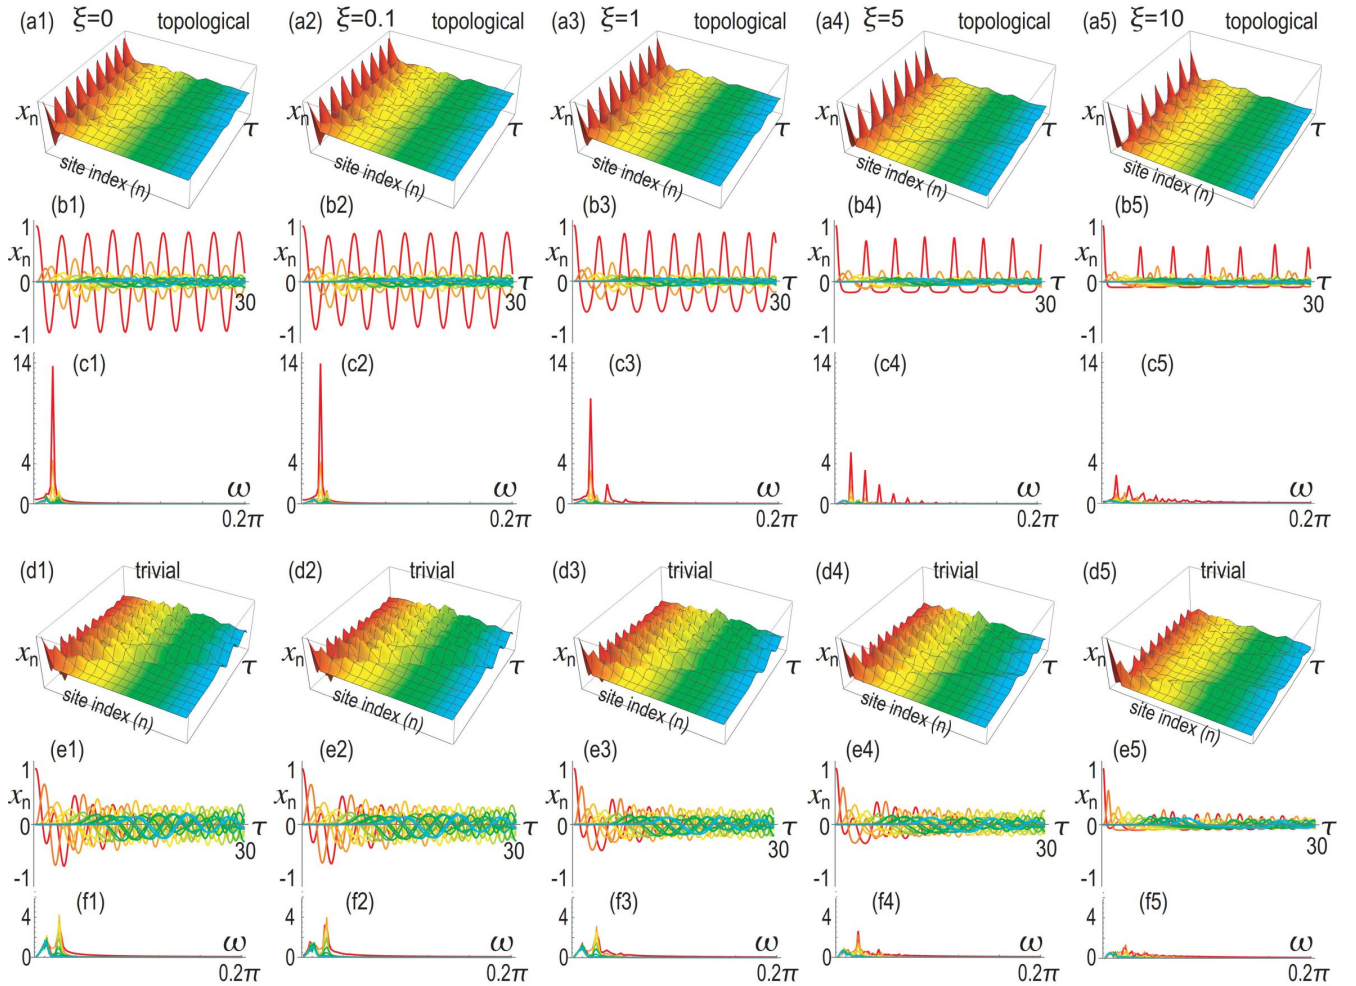 (a1) ξ=0 topological
(a2) ξ=0.1 topological
(a3) ξ=1 topological
(a4) ξ=5 topological
(a5) ξ=10 topological
xn site index (n) τ
xn site index (n) τ
xn site index (n) τ
xn site index (n) τ
xn site index (n) τ
(b1) 1 xn 0 -1 τ 30
(b2) 1 xn 0 -1 τ 30
(b3) 1 xn 0 -1 τ 30
(b4) 1 xn 0 -1 τ 30
(b5) 1 xn 0 -1 τ 30
(c1) 14 4 0 ω 0.2π
(c2) 14 4 0 ω 0.2π
(c3) 14 4 0 ω 0.2π
(c4) 14 4 0 ω 0.2π
(c5) 14 4 0 ω 0.2π
(d1) trivial
(d2) trivial
(d3) trivial
(d4) trivial
(d5) trivial
xn site index (n) τ
xn site index (n) τ
xn site index (n) τ
xn site index (n) τ
xn site index (n) τ
(e1) 1 xn 0 -1 τ 30
(e2) 1 xn 0 -1 τ 30
(e3) 1 xn 0 -1 τ 30
(e4) 1 xn 0 -1 τ 30
(e5) 1 xn 0 -1 τ 30
(f1) 4 0 ω 0.2π
(f2) 4 0 ω 0.2π
(f3) 4 0 ω 0.2π
(f4) 4 0 ω 0.2π
(f5) 4 0 ω 0.2π